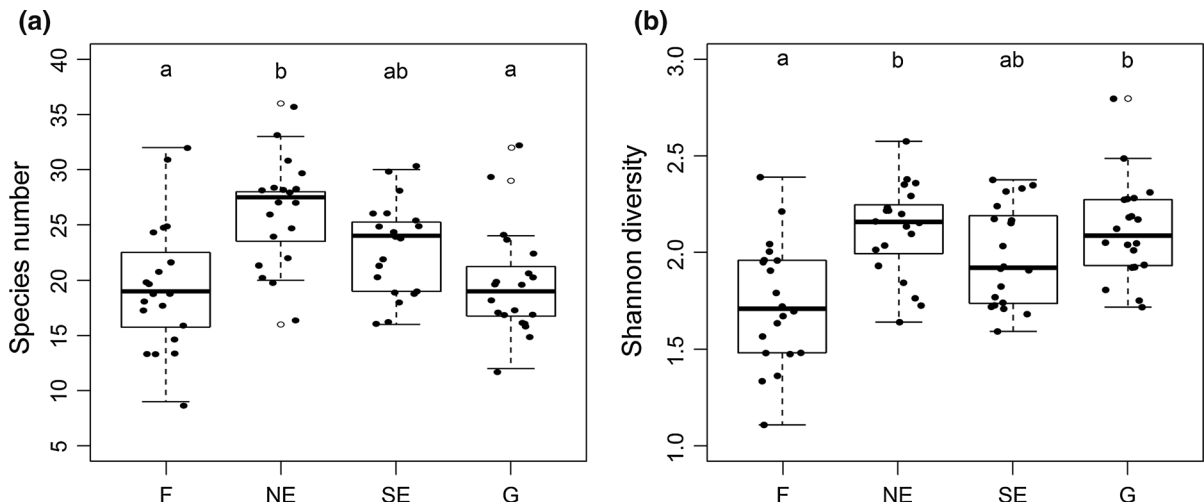 (a)
Species number
40
35
30
25
20
15
10
5
a
b
ab
a
F
NE
SE
G
(b)
Shannon diversity
3.0
2.5
2.0
1.5
1.0
a
b
ab
b
F
NE
SE
G